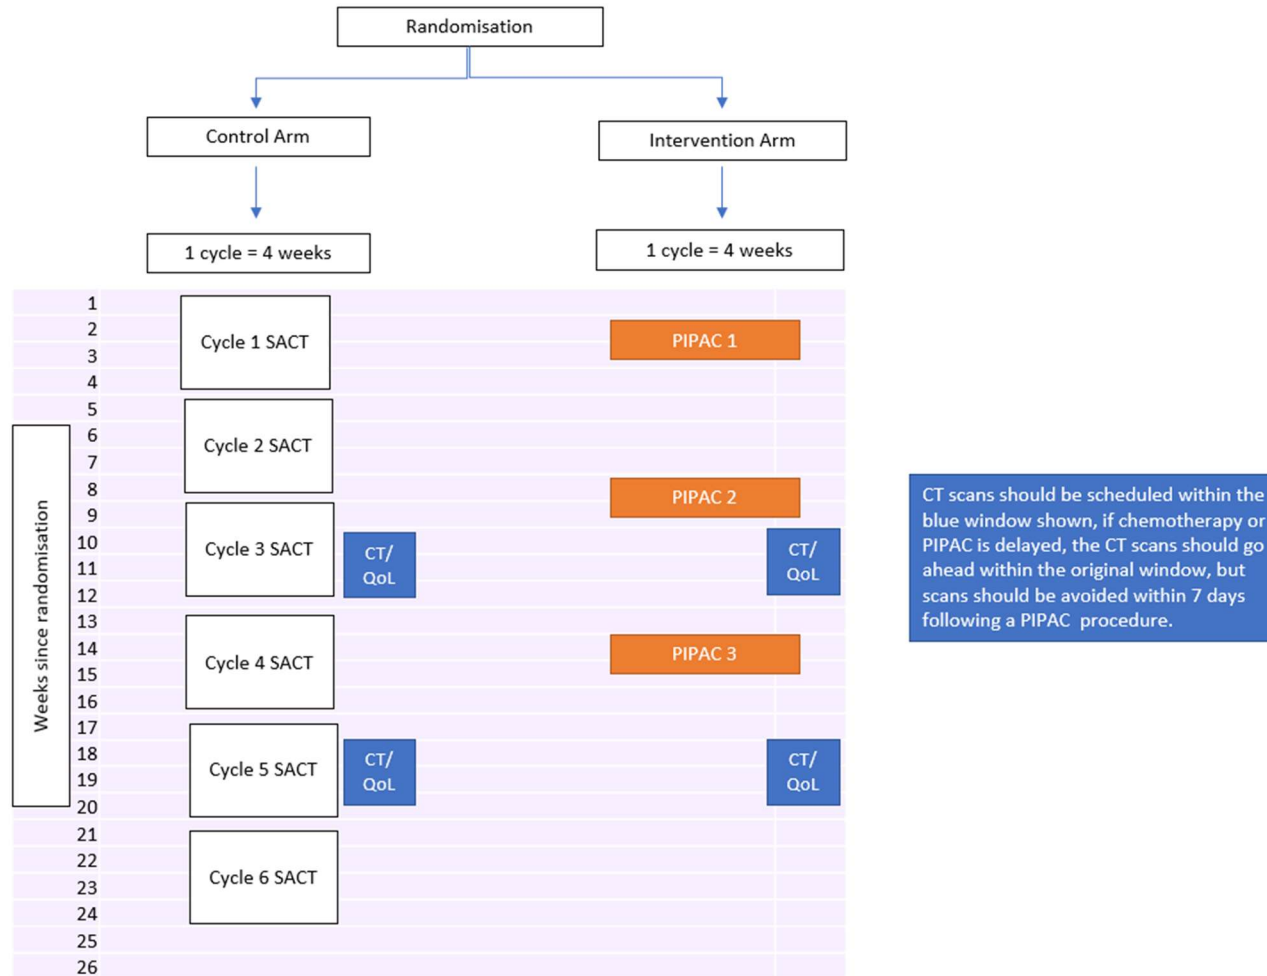 Randomisation
Control Arm
Intervention Arm
1 cycle = 4 weeks
1 cycle = 4 weeks
Weeks since randomisation
1
2
3
4
5
6
7
8
9
10
11
12
13
14
15
16
17
18
19
20
21
22
23
24
25
26
Cycle 1 SACT
Cycle 2 SACT
Cycle 3 SACT
Cycle 4 SACT
Cycle 5 SACT
Cycle 6 SACT
CT/
QoL
CT/
QoL
PIPAC 1
PIPAC 2
PIPAC 3
CT/
QoL
CT/
QoL
CT scans should be scheduled within the
blue window shown, if chemotherapy or
PIPAC is delayed, the CT scans should go
ahead within the original window, but
scans should be avoided within 7 days
following a PIPAC procedure.